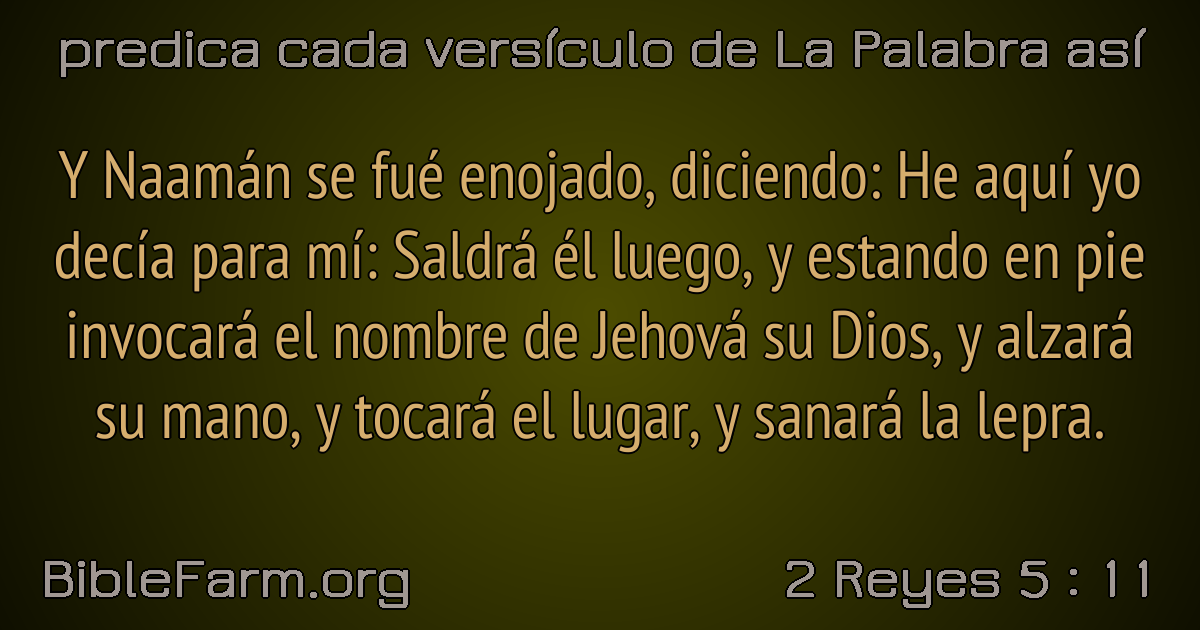 predica cada versículo de La Palabra así
Y Naamán se fué enojado, diciendo: He aquí yo
decía para mí: Saldrá él luego, y estando en pie
invocará el nombre de Jehová su Dios, y alzará
su mano, y tocará el lugar, y sanará la lepra.
BibleFarm.org
2 Reyes 5 : 11